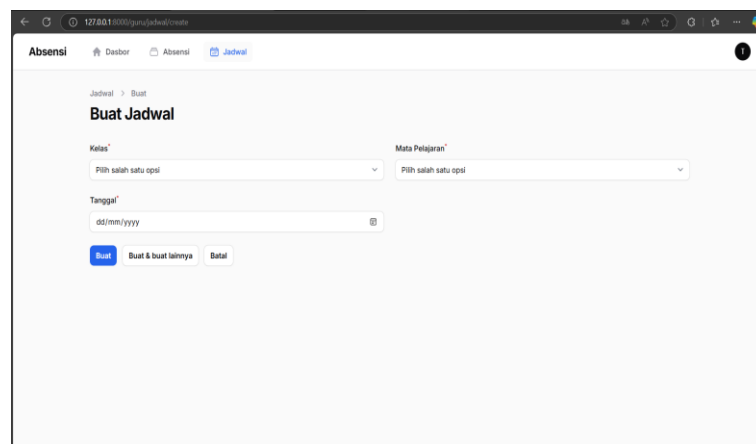 127.0.0.1:8000/guru/jadwal/create
Absensi Dasbor Absensi Jadwal T
Jadwal > Buat
Buat Jadwal
Kelas* Mata Pelajaran*
Pilih salah satu opsi Pilih salah satu opsi
Tanggal*
dd/mm/yyyy
Buat Buat & buat lainnya Batal